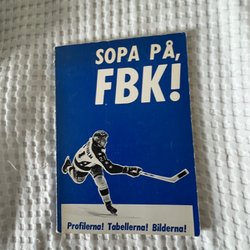 SOPA PÅ,
FBK!
Profilerna! Tabellerna! Bilderna!